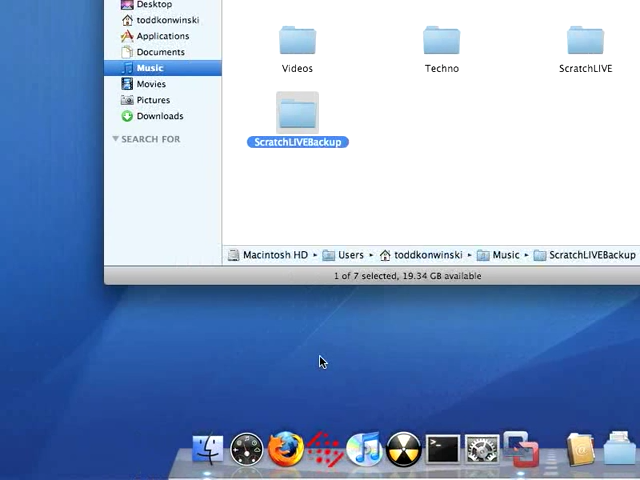 Desktop
toddkonwinski
Applications
Documents
Music
Movies
Pictures
Downloads
SEARCH FOR
Videos
Techno
ScratchLIVE
ScratchLIVEBackup
Macintosh HD ▸ Users ▸ toddkonwinski ▸ Music ▸ ScratchLIVEBackup
1 of 7 selected, 19.34 GB available